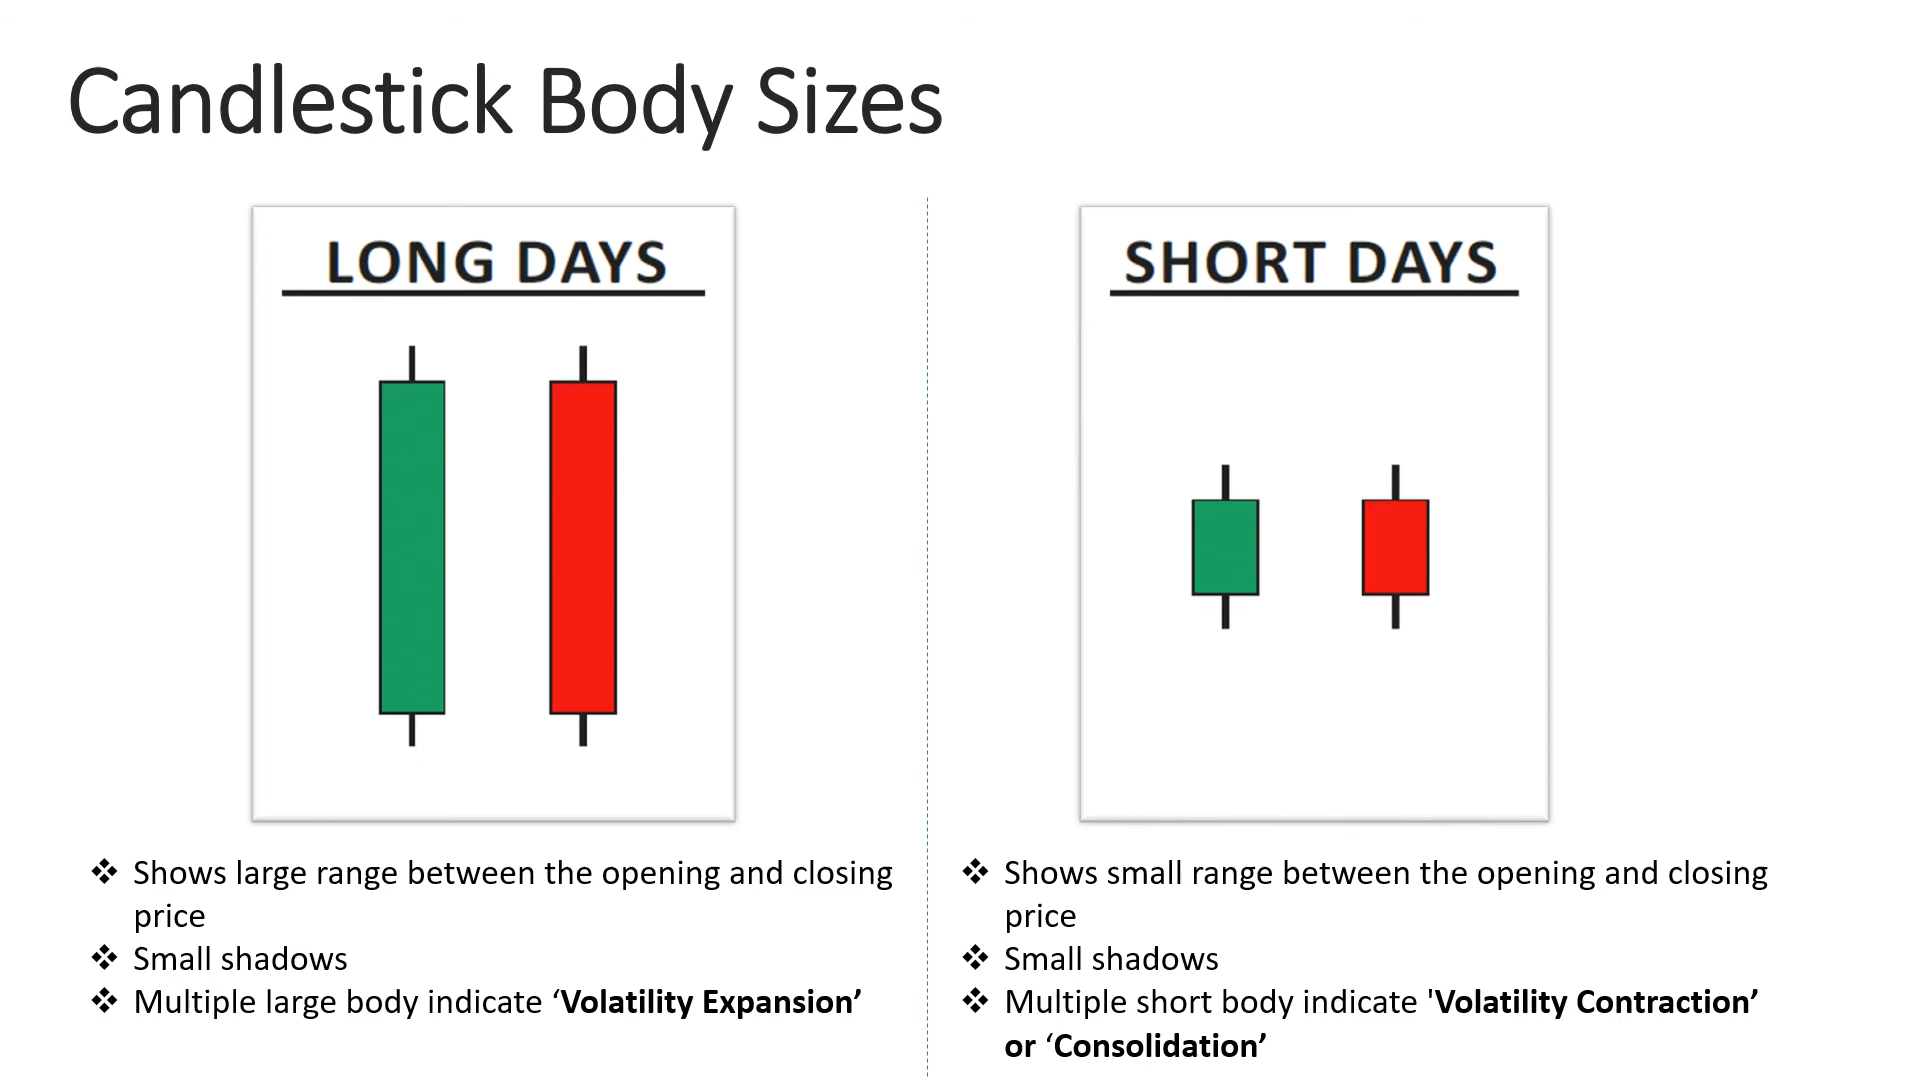 Candlestick Body Sizes
LONG DAYS
❖ Shows large range between the opening and closing
price
❖ Small shadows
❖ Multiple large body indicate ‘Volatility Expansion’
SHORT DAYS
❖ Shows small range between the opening and closing
price
❖ Small shadows
❖ Multiple short body indicate 'Volatility Contraction’
or ‘Consolidation’